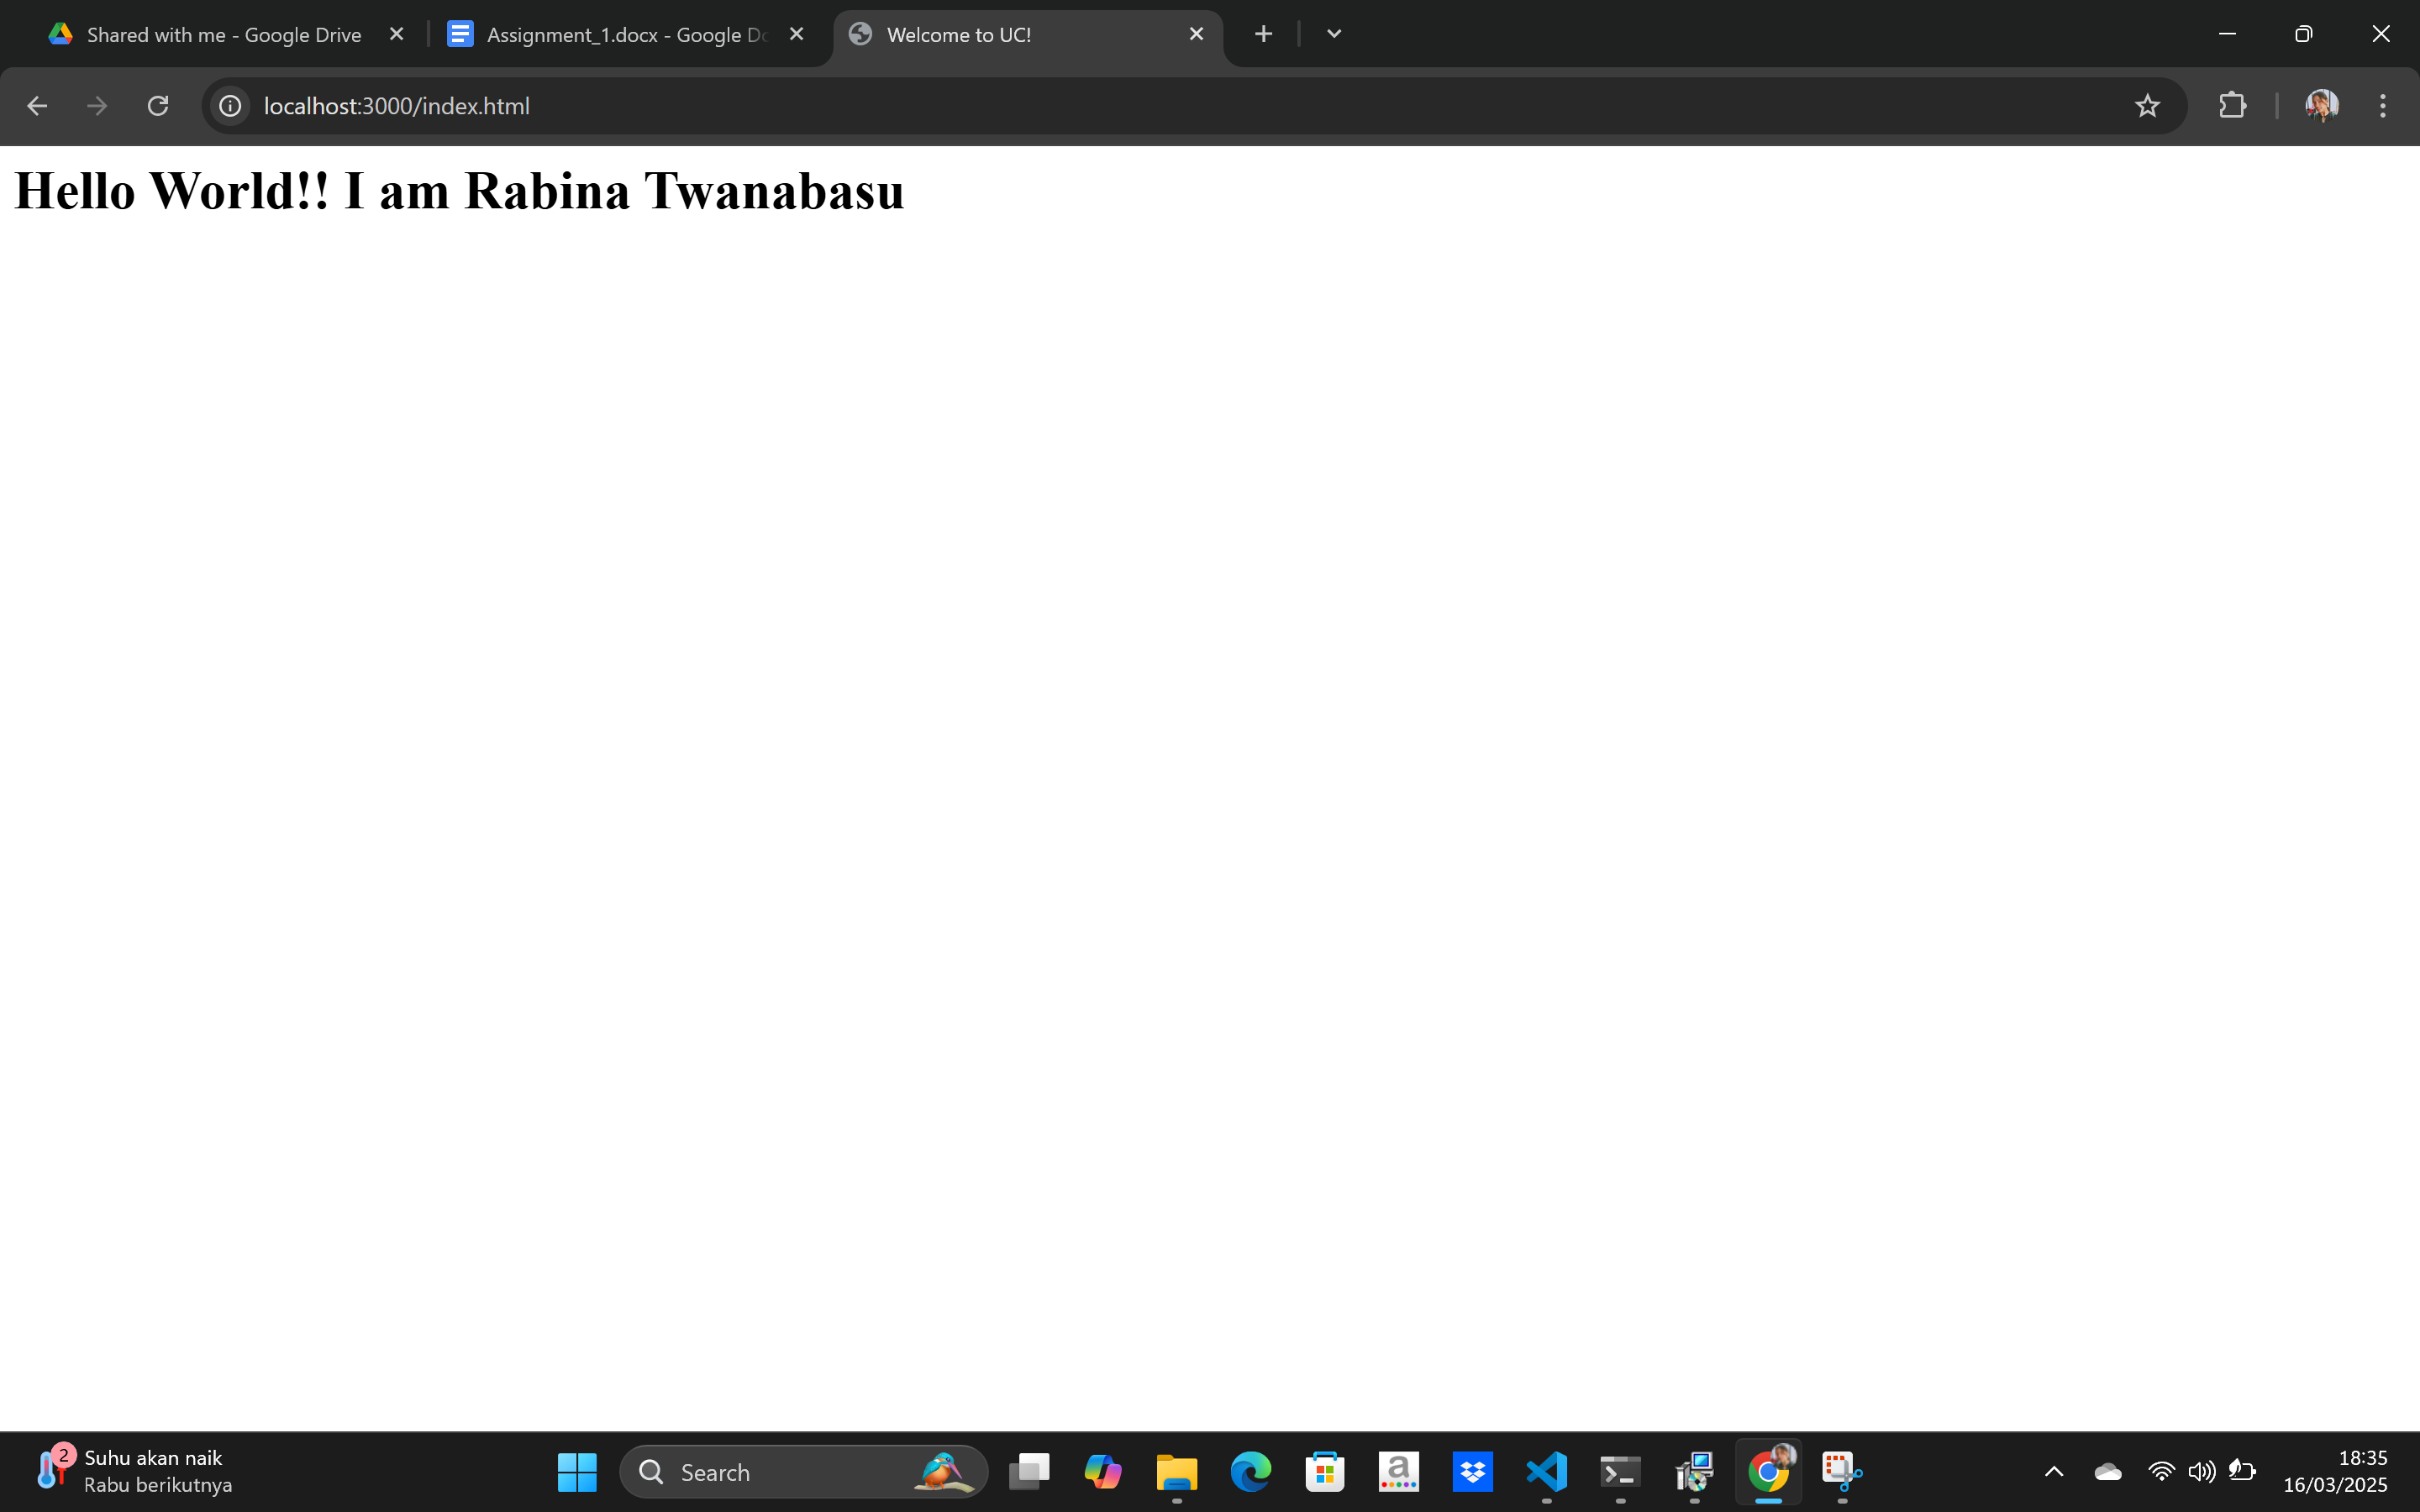 Shared with me - Google Drive
Assignment_1.docx - Google Do
Welcome to UC!
localhost:3000/index.html
Hello World!! I am Rabina Twanabasu
2
Suhu akan naik
Rabu berikutnya
Search
a
18:35
16/03/2025